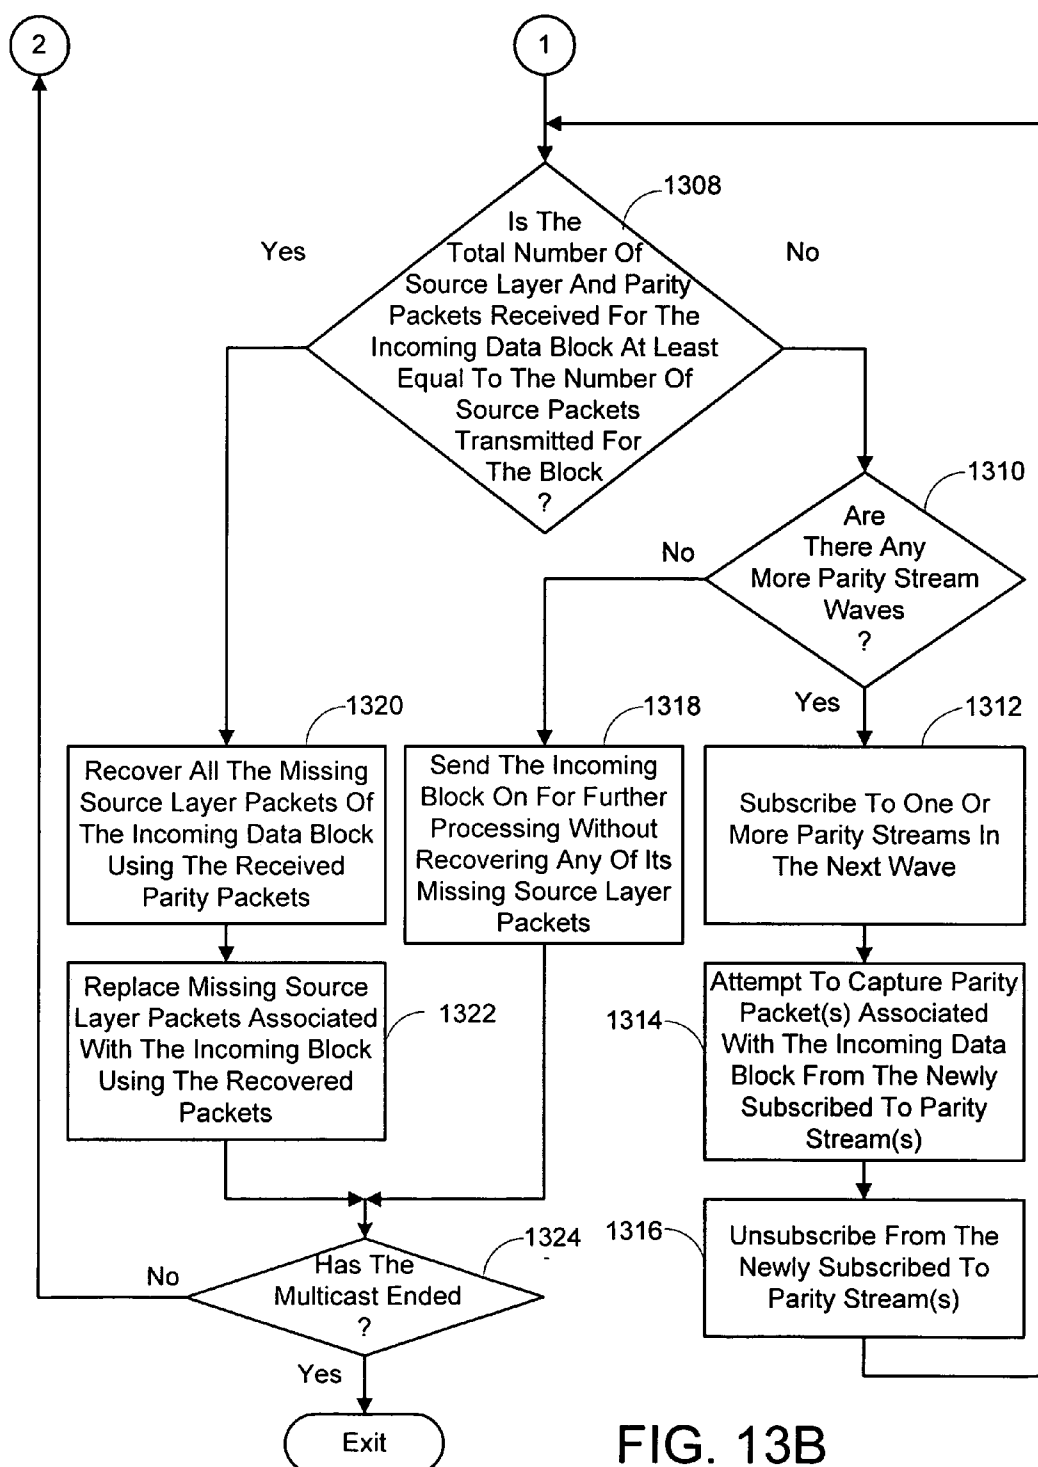 2
1
1308
Yes
No
Is The
Total Number Of
Source Layer And Parity
Packets Received For The
Incoming Data Block At Least
Equal To The Number Of
Source Packets
Transmitted For
The Block
?
1310
No
Are
There Any
More Parity Stream
Waves
?
Yes
1320
1318
1312
Recover All The Missing
Source Layer Packets Of
The Incoming Data Block
Using The Received
Parity Packets
Send The Incoming
Block On For Further
Processing Without
Recovering Any Of Its
Missing Source Layer
Packets
Subscribe To One Or
More Parity Streams In
The Next Wave
Replace Missing Source
Layer Packets Associated
With The Incoming Block
Using The Recovered
Packets
1322
1314
Attempt To Capture Parity
Packet(s) Associated
With The Incoming Data
Block From The Newly
Subscribed To Parity
Stream(s)
1316
Unsubscribe From The
Newly Subscribed To
Parity Stream(s)
1324
No
Has The
Multicast Ended
?
Yes
Exit
FIG. 13B